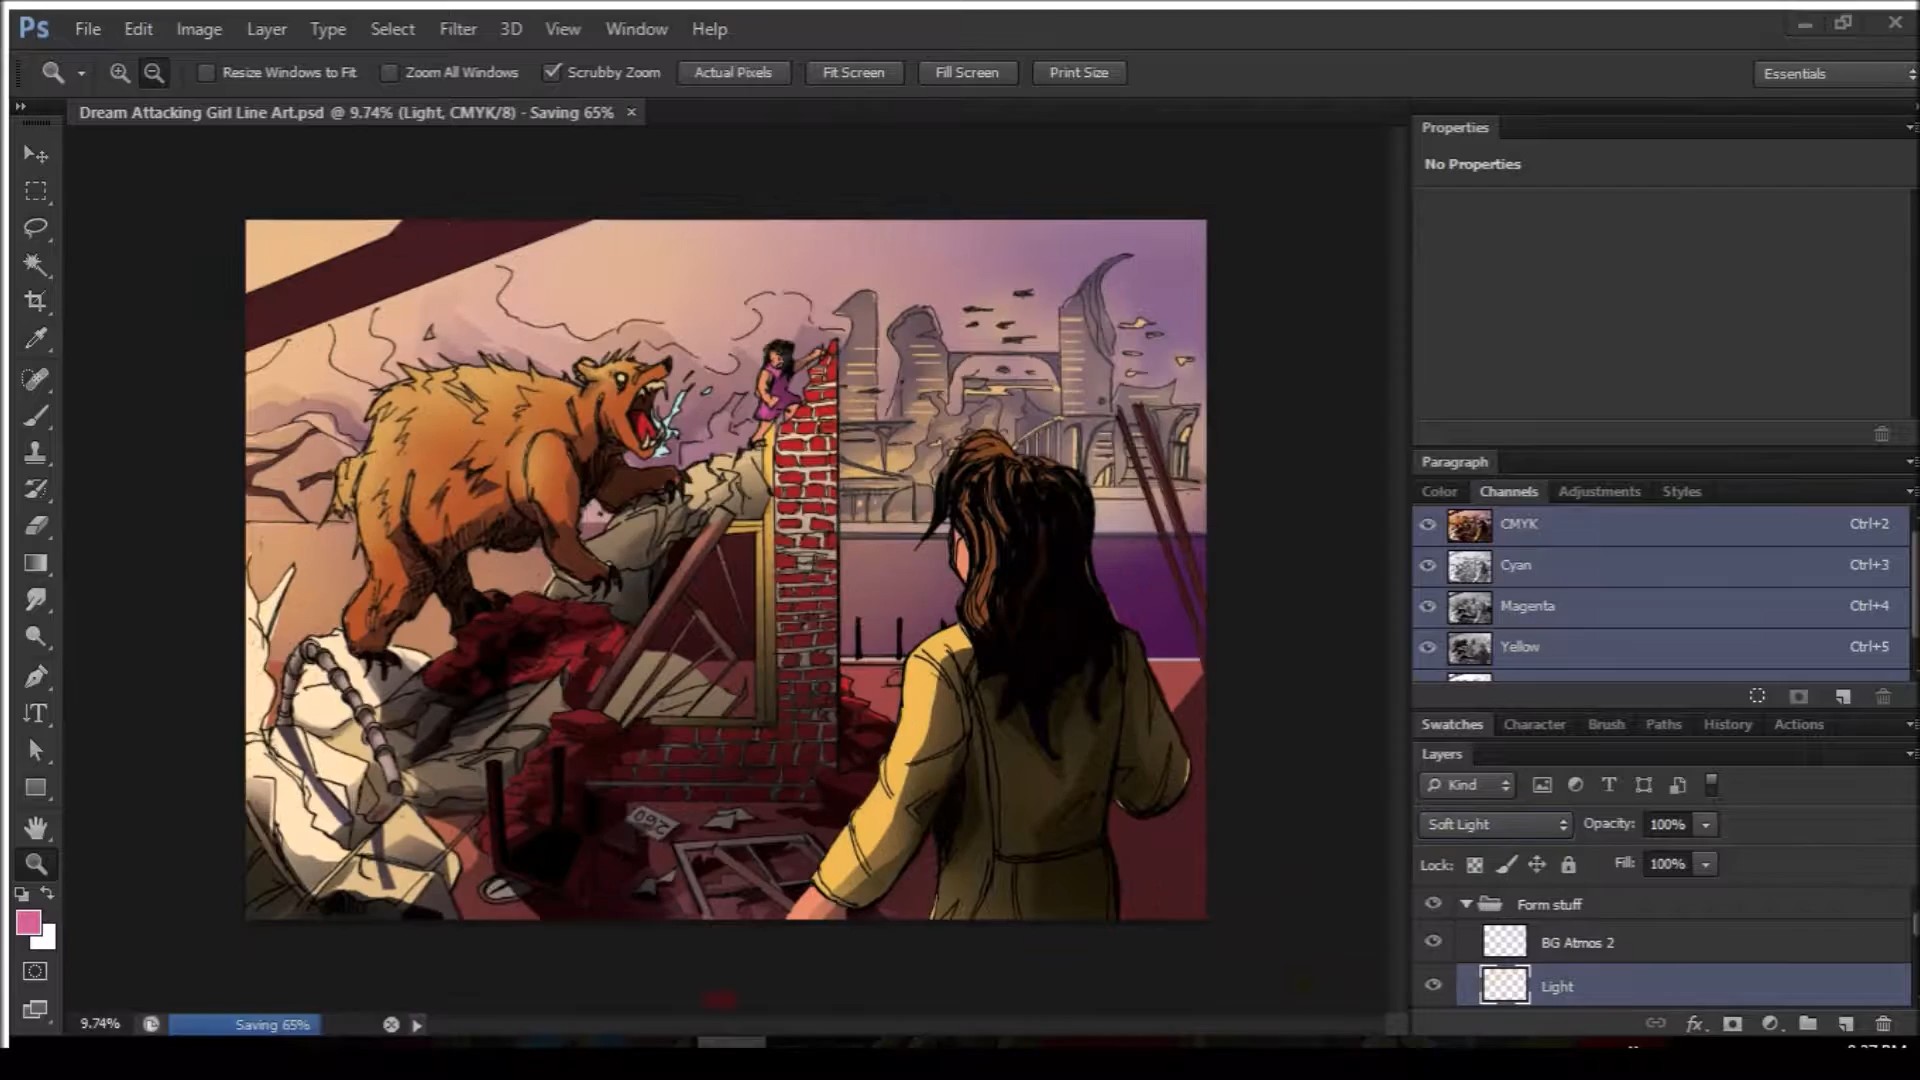 Ps File Edit Image Layer Type Select Filter 3D View Window Help
Resize Windows to Fit Zoom All Windows Scrubby Zoom Actual Pixels Fit Screen Fill Screen Print Size Essentials
Dream Attacking Girl Line Art.psd @ 9.74% (Light, CMYK/8) - Saving 65% ×
Properties
No Properties
Paragraph
Color Channels Adjustments Styles
CMYK Ctrl+2
Cyan Ctrl+3
Magenta Ctrl+4
Yellow Ctrl+5
Swatches Character Brush Paths History Actions
Layers
Kind
Soft Light Opacity: 100%
Lock: Fill: 100%
Form stuff
BG Atmos 2
Light
9.74% Saving 65%
fx.